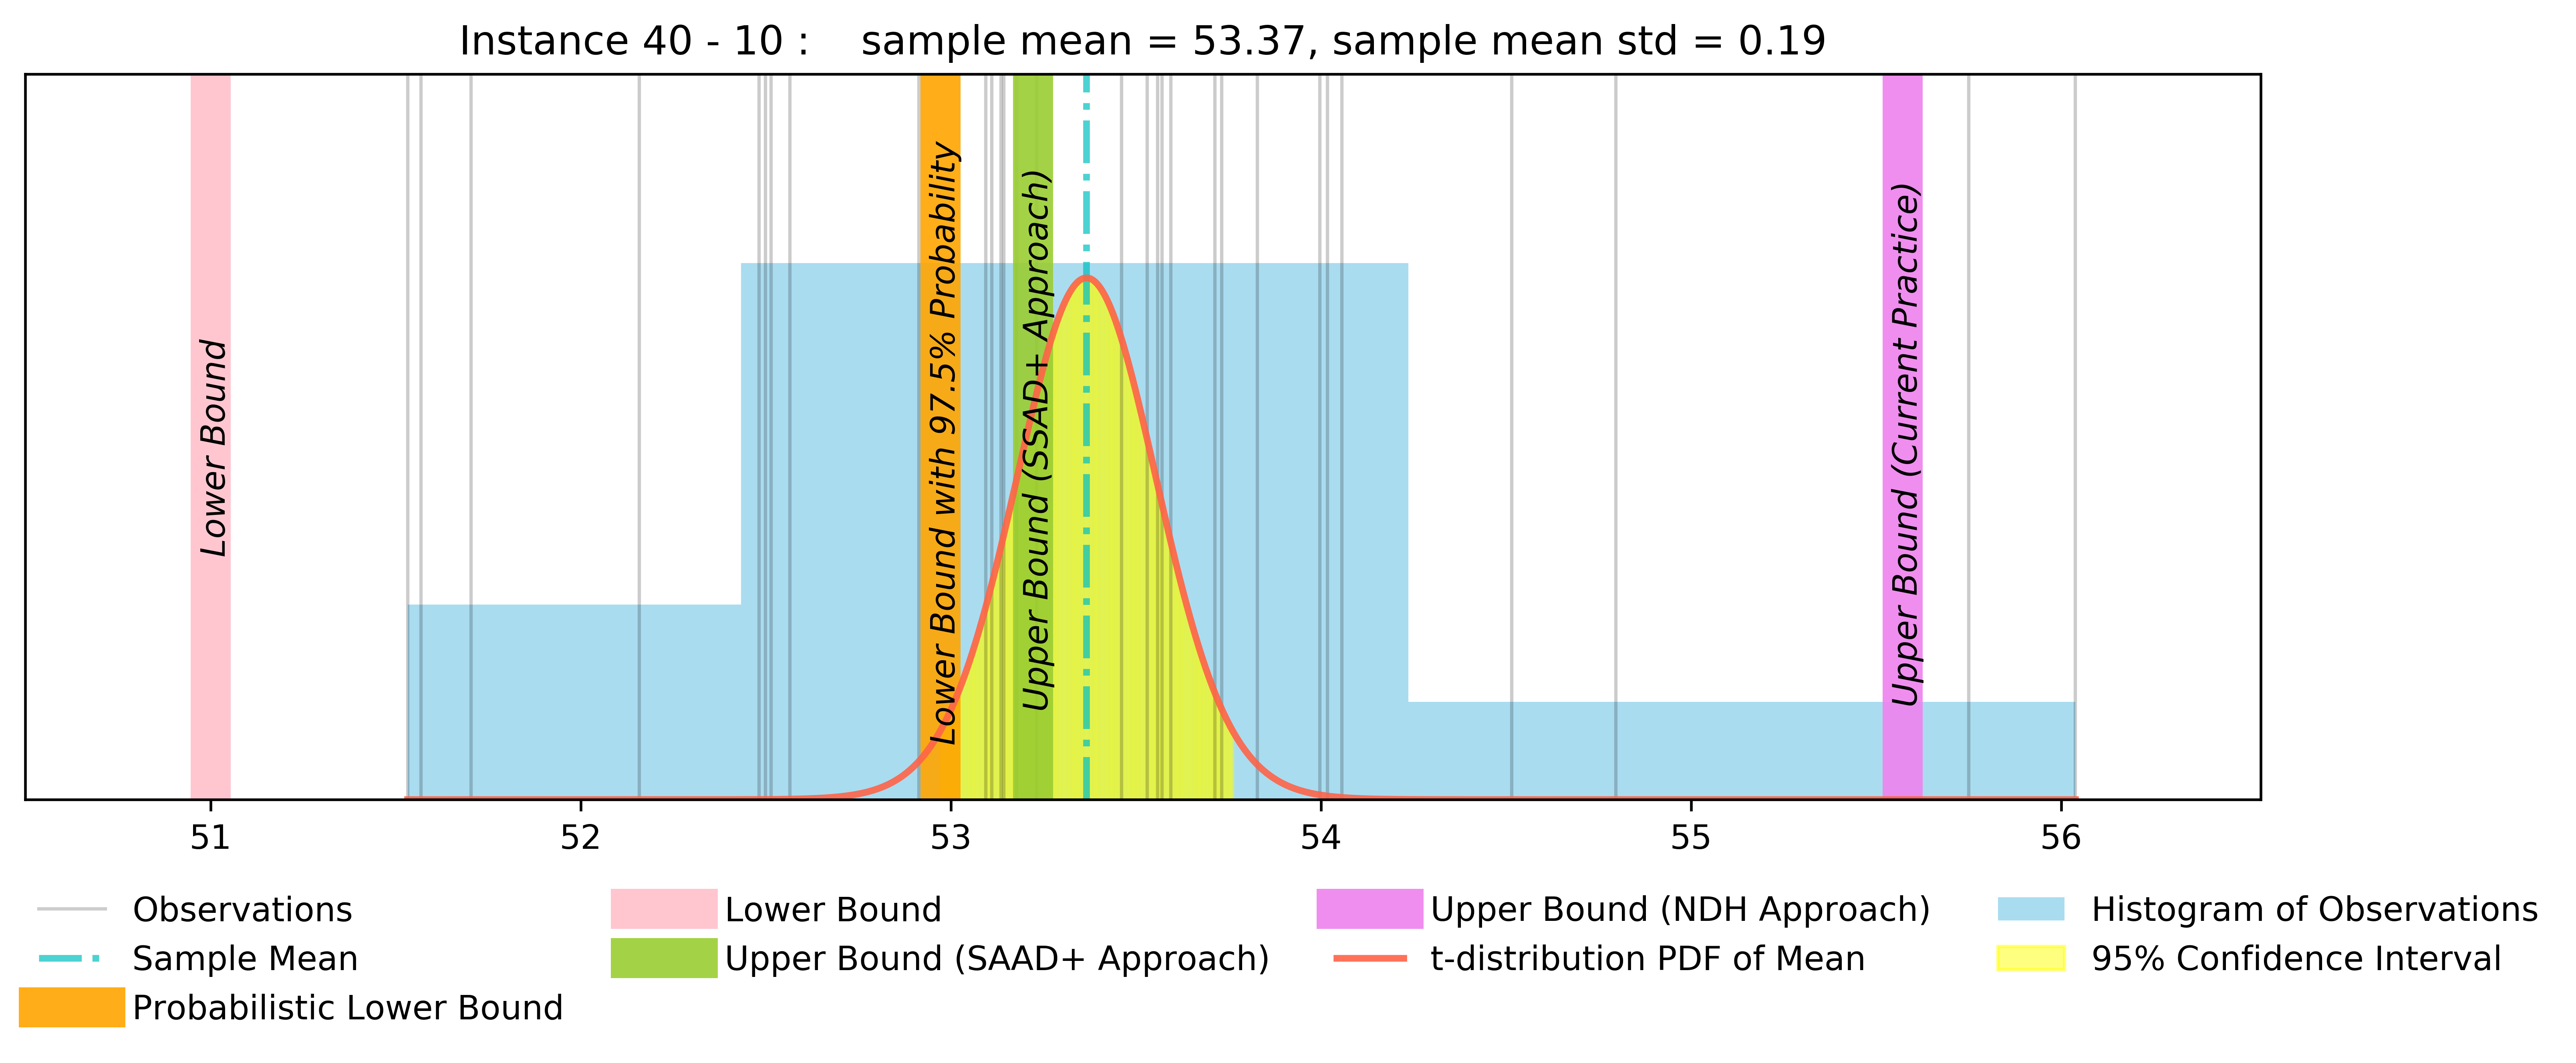 Instance 40 - 10 :    sample mean = 53.37, sample mean std = 0.19
Lower Bound
Lower Bound with 97.5% Probability
Upper Bound (SSAD+ Approach)
Upper Bound (Current Practice)
51 52 53 54 55 56
Observations
Sample Mean
Probabilistic Lower Bound
Lower Bound
Upper Bound (SAAD+ Approach)
Upper Bound (NDH Approach)
t-distribution PDF of Mean
Histogram of Observations
95% Confidence Interval